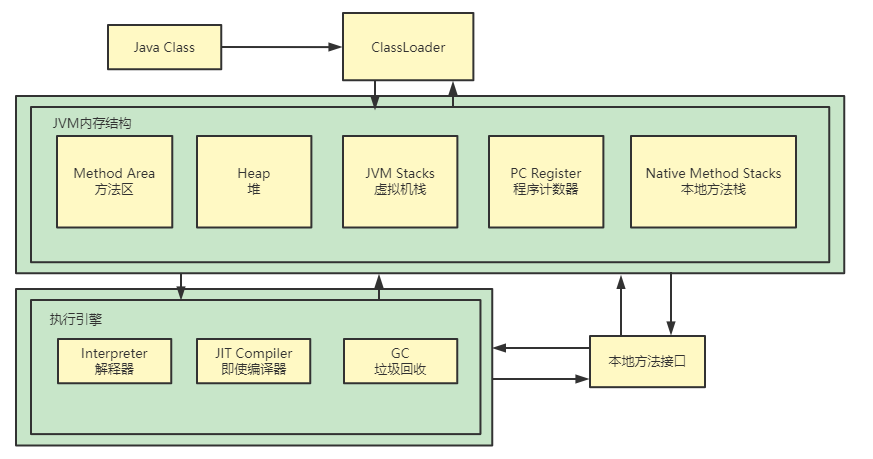 Java Class
ClassLoader
JVM内存结构
Method Area
方法区
Heap
堆
JVM Stacks
虚拟机栈
PC Register
程序计数器
Native Method Stacks
本地方法栈
执行引擎
Interpreter
解释器
JIT Compiler
即使编译器
GC
垃圾回收
本地方法接口